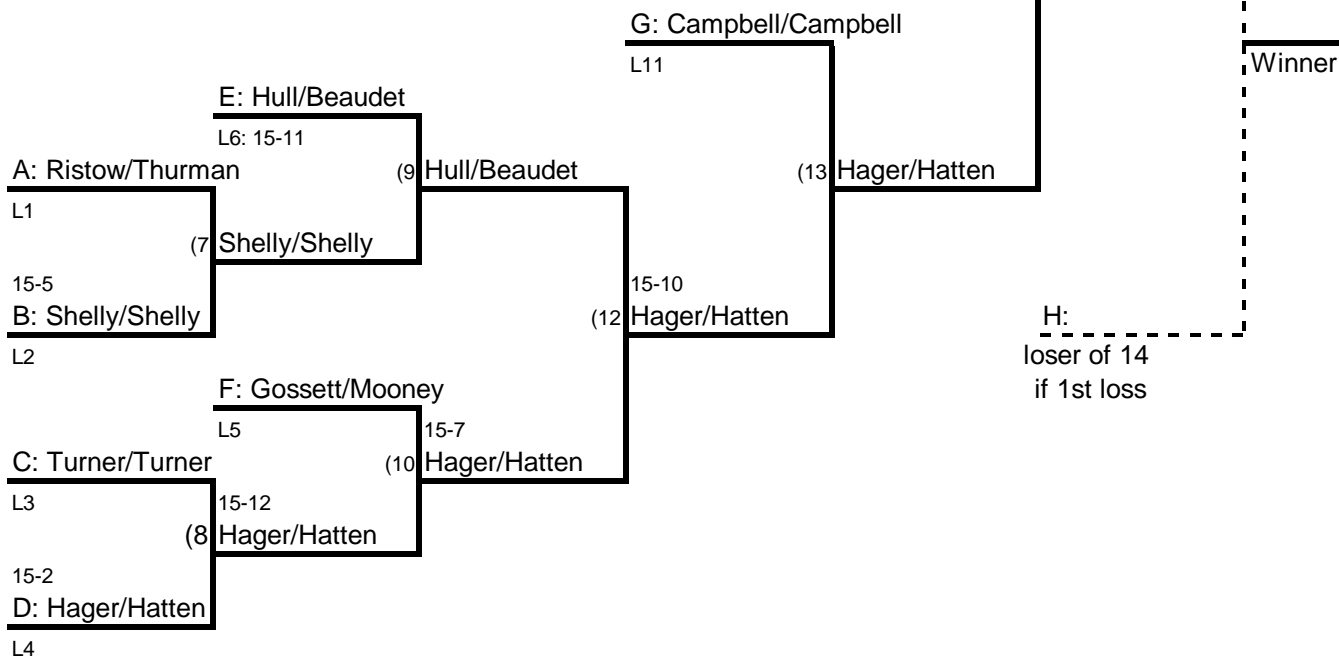 G: Campbell/Campbell
L11
Winner
E: Hull/Beaudet
L6: 15-11
A: Ristow/Thurman
(9 Hull/Beaudet
(13 Hager/Hatten
L1
(7 Shelly/Shelly
15-5
15-10
B: Shelly/Shelly
(12 Hager/Hatten
H:
L2
loser of 14
if 1st loss
F: Gossett/Mooney
L5
15-7
C: Turner/Turner
(10 Hager/Hatten
L3
15-12
(8 Hager/Hatten
15-2
D: Hager/Hatten
L4